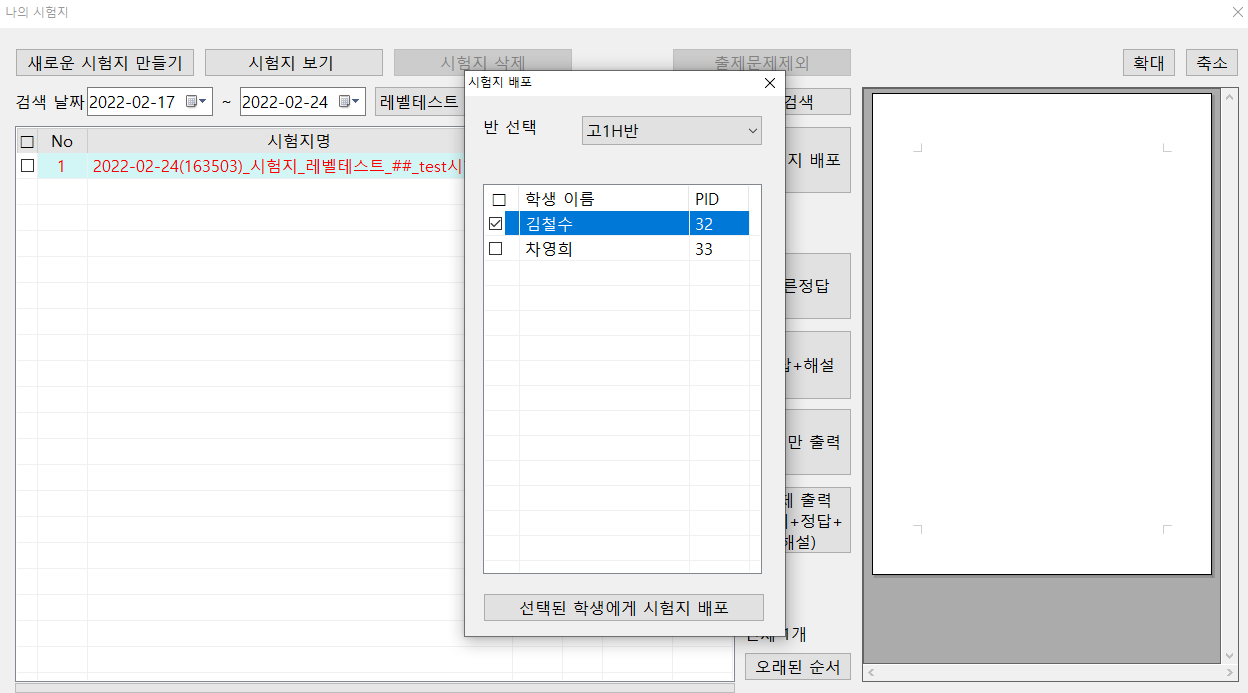 나의 시험지
새로운 시험지 만들기 시험지 보기 시험지 삭제 출제문제제외 확대 축소
검색 날짜 2022-02-17 ~ 2022-02-24 레벨테스트 검색
No 시험지명
1 2022-02-24(163503)_시험지_레벨테스트_##_test시
시험지 배포
반 선택 고1H반
학생 이름 PID
김철수 32
차영희 33
선택된 학생에게 시험지 배포
지 배포
른정답
+해설
만 출력
출력
+정답+
해설)
1개
오래된 순서